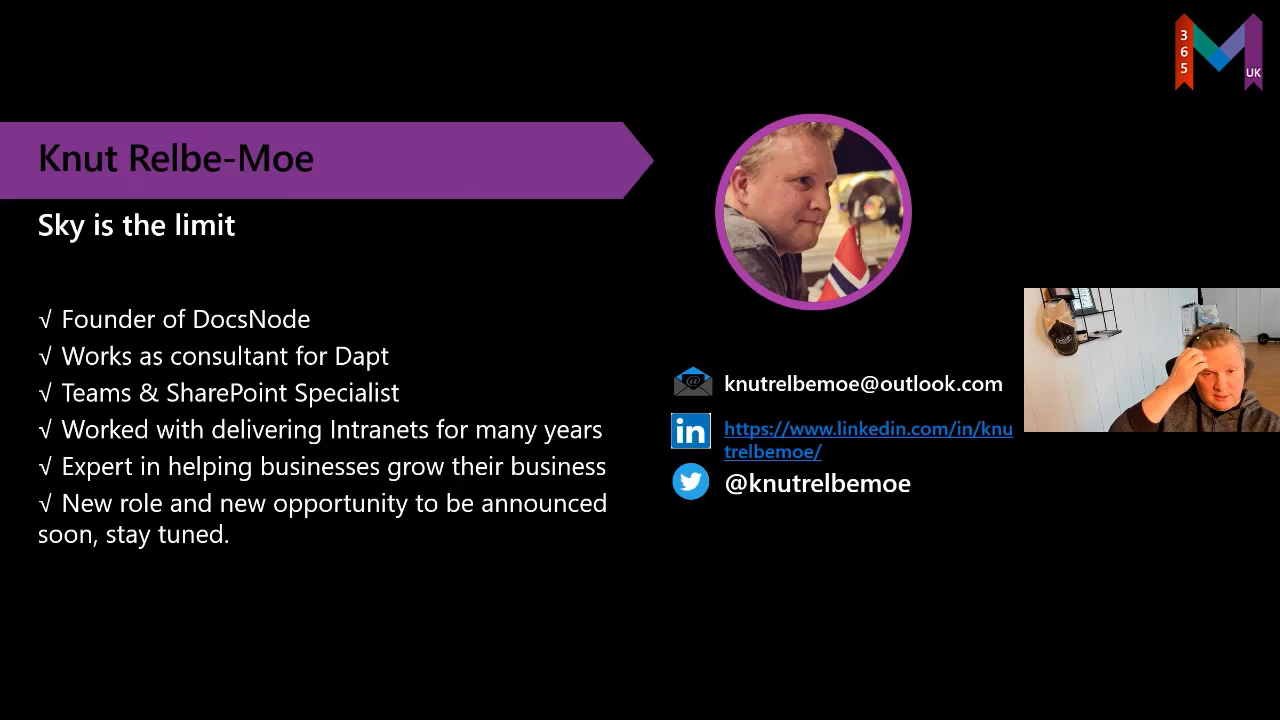 3
6
5
UK
Knut Relbe-Moe
Sky is the limit
√ Founder of DocsNode
√ Works as consultant for Dapt
√ Teams & SharePoint Specialist
√ Worked with delivering Intranets for many years
√ Expert in helping businesses grow their business
√ New role and new opportunity to be announced
soon, stay tuned.
@
knutrelbemoe@outlook.com
in
https://www.linkedin.com/in/knu
trelbemoe/
@knutrelbemoe